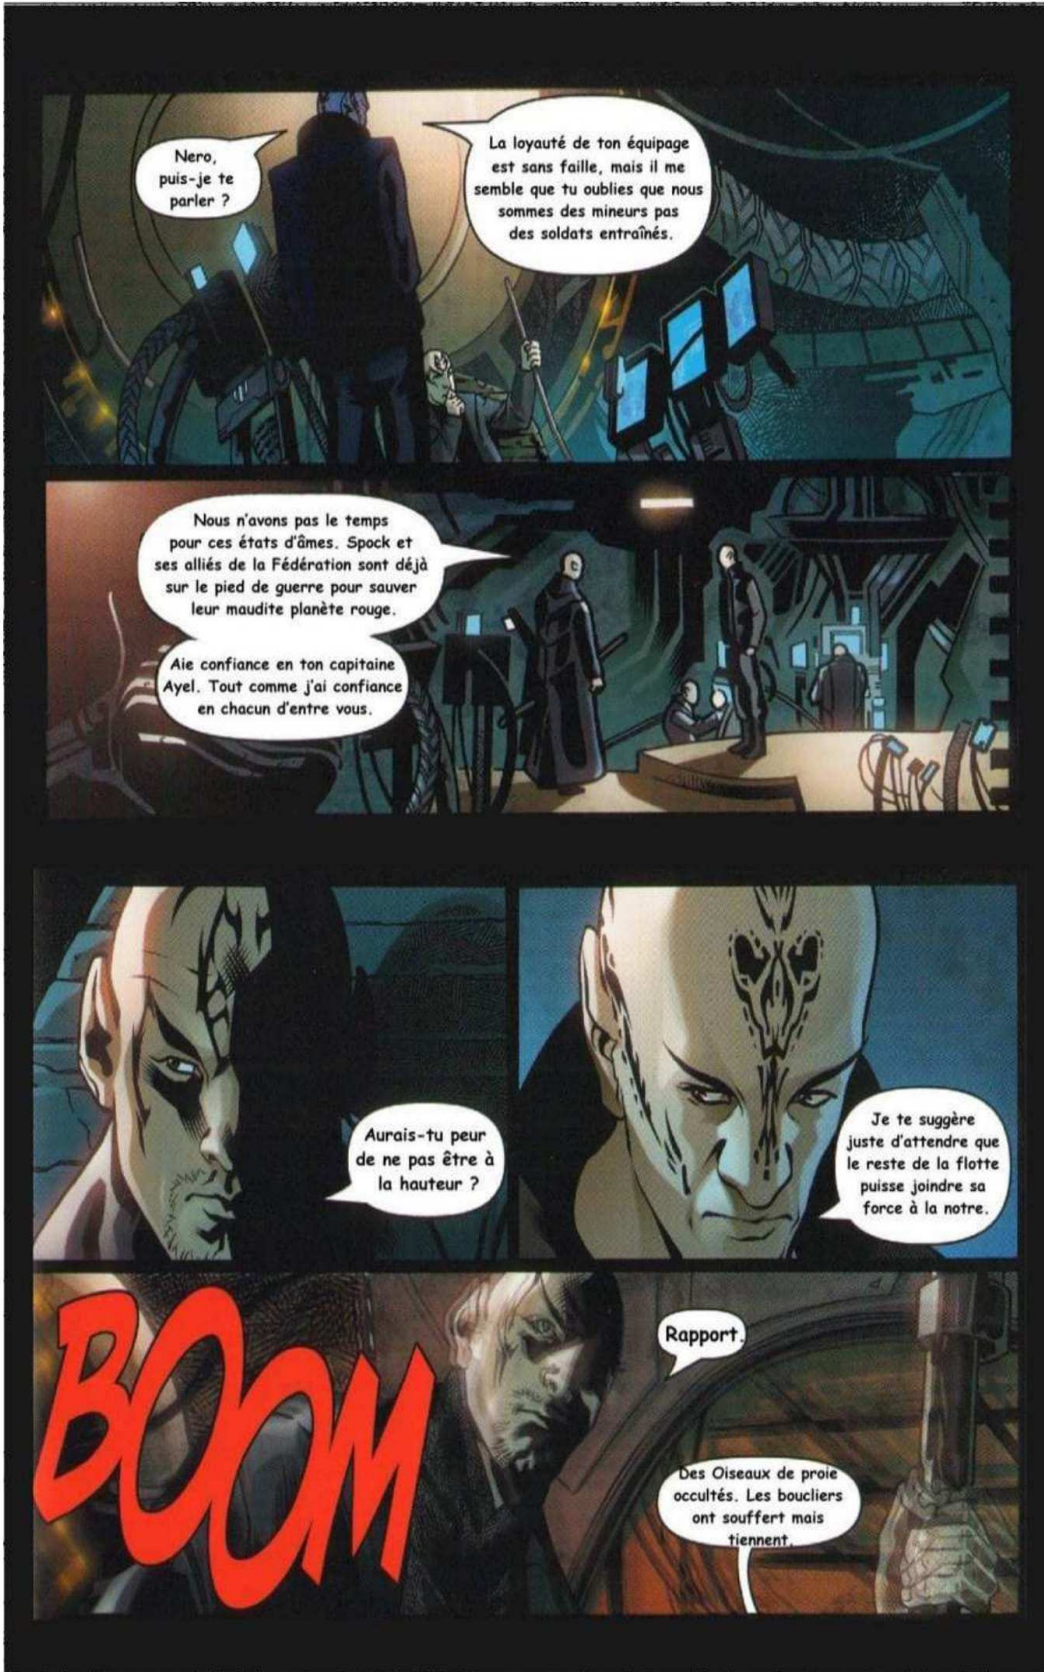 Nero,
puis-je te
parler ?
La loyauté de ton équipage
est sans faille, mais il me
semble que tu oublies que nous
sommes des mineurs pas
des soldats entraînés.
Nous n'avons pas le temps
pour ces états d'âmes. Spock et
ses alliés de la Fédération sont déjà
sur le pied de guerre pour sauver
leur maudite planète rouge.
Aie confiance en ton capitaine
Ayel. Tout comme j'ai confiance
en chacun d'entre vous.
Aurais-tu peur
de ne pas être à
la hauteur ?
Je te suggère
juste d'attendre que
le reste de la flotte
puisse joindre sa
force à la notre.
BOOM
Rapport.
Des Oiseaux de proie
occultés. Les boucliers
ont souffert mais
tiennent.